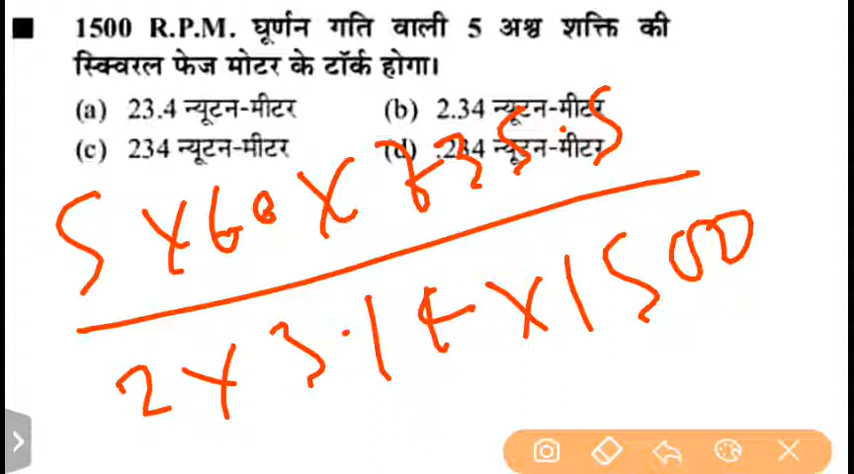 1500 R.P.M. घूर्णन गति वाली 5 अश्व शक्ति की
स्क्विरल फेज मोटर के टॉर्क होगा।
(a) 23.4 न्यूटन-मीटर (b) 2.34 न्यूटन-मीटर
(c) 234 न्यूटन-मीटर (d) .234 न्यूटन-मीटर
5 × 60 × 735.5
2 × 3.14 × 1500